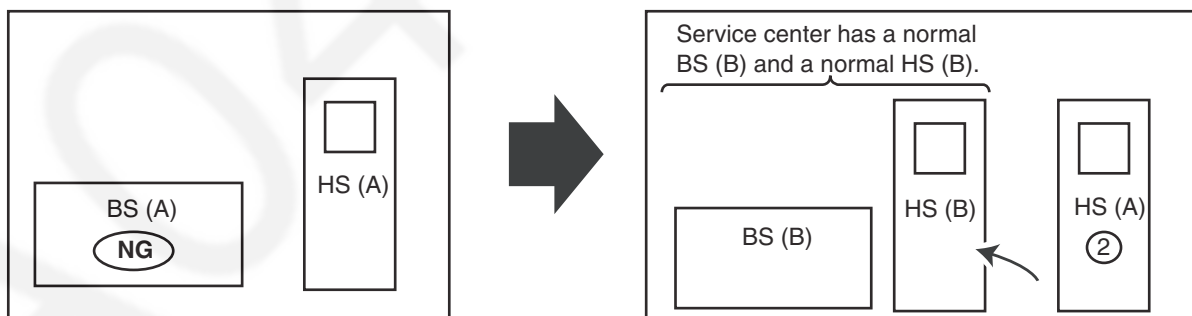 BS (A)
NG
HS (A)
Service center has a normal
BS (B) and a normal HS (B).
BS (B)
HS (B)
HS (A)
2